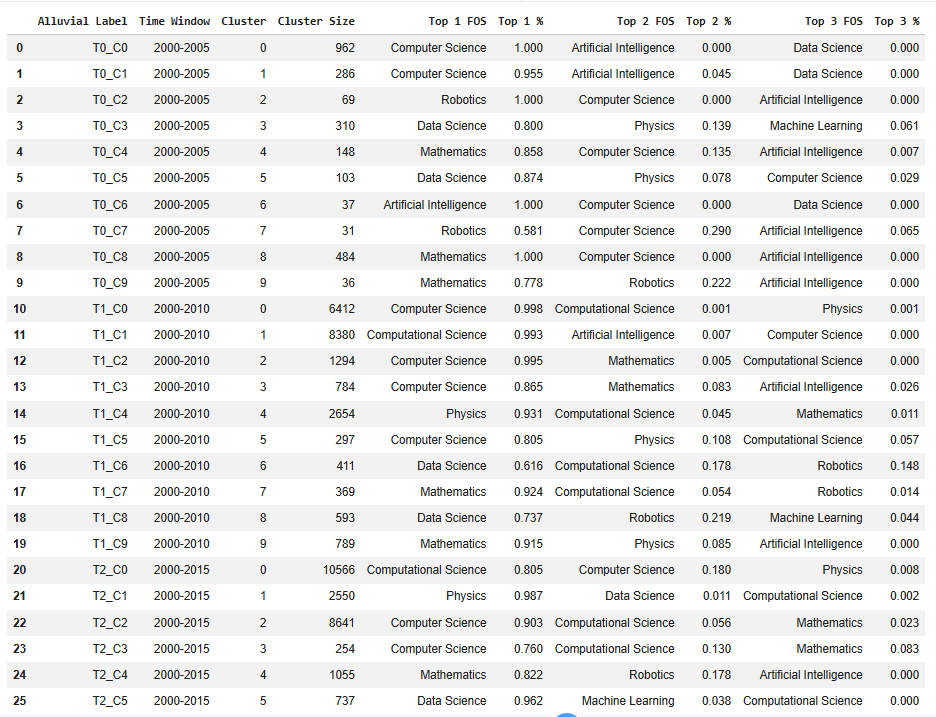 Alluvial Label Time Window Cluster Cluster Size Top 1 FOS Top 1 % Top 2 FOS Top 2 % Top 3 FOS Top 3 %
0 T0_C0 2000-2005 0 962 Computer Science 1.000 Artificial Intelligence 0.000 Data Science 0.000
1 T0_C1 2000-2005 1 286 Computer Science 0.955 Artificial Intelligence 0.045 Data Science 0.000
2 T0_C2 2000-2005 2 69 Robotics 1.000 Computer Science 0.000 Artificial Intelligence 0.000
3 T0_C3 2000-2005 3 310 Data Science 0.800 Physics 0.139 Machine Learning 0.061
4 T0_C4 2000-2005 4 148 Mathematics 0.858 Computer Science 0.135 Artificial Intelligence 0.007
5 T0_C5 2000-2005 5 103 Data Science 0.874 Physics 0.078 Computer Science 0.029
6 T0_C6 2000-2005 6 37 Artificial Intelligence 1.000 Computer Science 0.000 Data Science 0.000
7 T0_C7 2000-2005 7 31 Robotics 0.581 Computer Science 0.290 Artificial Intelligence 0.065
8 T0_C8 2000-2005 8 484 Mathematics 1.000 Computer Science 0.000 Artificial Intelligence 0.000
9 T0_C9 2000-2005 9 36 Mathematics 0.778 Robotics 0.222 Artificial Intelligence 0.000
10 T1_C0 2000-2010 0 6412 Computer Science 0.998 Computational Science 0.001 Physics 0.001
11 T1_C1 2000-2010 1 8380 Computational Science 0.993 Artificial Intelligence 0.007 Computer Science 0.000
12 T1_C2 2000-2010 2 1294 Computer Science 0.995 Mathematics 0.005 Computational Science 0.000
13 T1_C3 2000-2010 3 784 Computer Science 0.865 Mathematics 0.083 Artificial Intelligence 0.026
14 T1_C4 2000-2010 4 2654 Physics 0.931 Computational Science 0.045 Mathematics 0.011
15 T1_C5 2000-2010 5 297 Computer Science 0.805 Physics 0.108 Computational Science 0.057
16 T1_C6 2000-2010 6 411 Data Science 0.616 Computational Science 0.178 Robotics 0.148
17 T1_C7 2000-2010 7 369 Mathematics 0.924 Computational Science 0.054 Robotics 0.014
18 T1_C8 2000-2010 8 593 Data Science 0.737 Robotics 0.219 Machine Learning 0.044
19 T1_C9 2000-2010 9 789 Mathematics 0.915 Physics 0.085 Artificial Intelligence 0.000
20 T2_C0 2000-2015 0 10566 Computational Science 0.805 Computer Science 0.180 Physics 0.008
21 T2_C1 2000-2015 1 2550 Physics 0.987 Data Science 0.011 Computational Science 0.002
22 T2_C2 2000-2015 2 8641 Computer Science 0.903 Computational Science 0.056 Mathematics 0.023
23 T2_C3 2000-2015 3 254 Computer Science 0.760 Computational Science 0.130 Mathematics 0.083
24 T2_C4 2000-2015 4 1055 Mathematics 0.822 Robotics 0.178 Artificial Intelligence 0.000
25 T2_C5 2000-2015 5 737 Data Science 0.962 Machine Learning 0.038 Computational Science 0.000